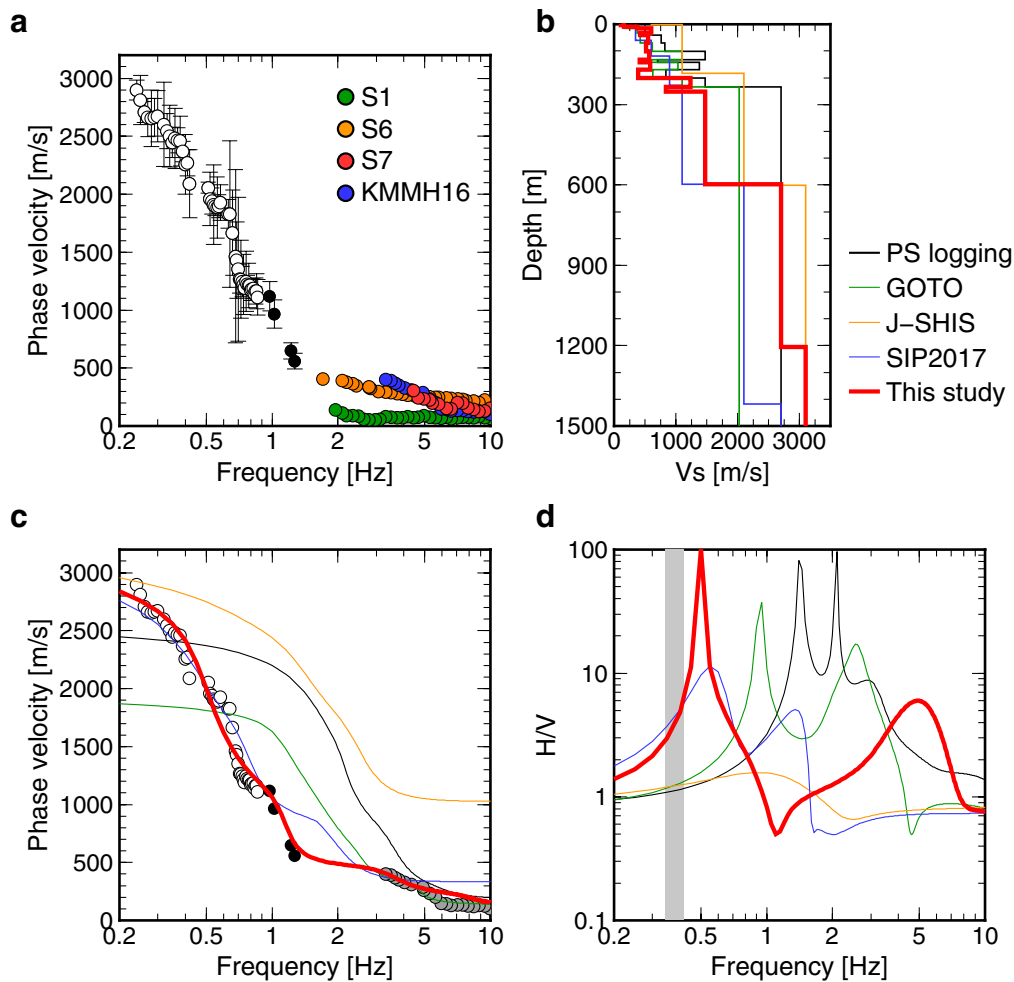 a
3000
2500
2000
1500
1000
500
0
Phase velocity [m/s]
0.2 0.5 1 2 5 10
Frequency [Hz]
S1
S6
S7
KMMH16
b
0
300
600
900
1200
1500
Depth [m]
0 1000 2000 3000
Vs [m/s]
PS logging
GOTO
J−SHIS
SIP2017
This study
c
3000
2500
2000
1500
1000
500
0
Phase velocity [m/s]
0.2 0.5 1 2 5 10
Frequency [Hz]
d
100
10
1
0.1
H/V
0.2 0.5 1 2 5 10
Frequency [Hz]